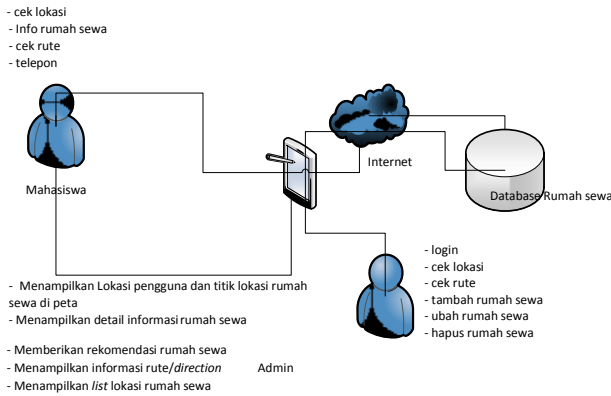 - cek lokasi
- Info rumah sewa
- cek rute
- telepon
Mahasiswa
Internet
Database Rumah sewa
- login
- cek lokasi
- cek rute
- tambah rumah sewa
- ubah rumah sewa
- hapus rumah sewa
Admin
- Menampilkan Lokasi pengguna dan titik lokasi rumah
sewa di peta
- Menampilkan detail informasi rumah sewa
- Memberikan rekomendasi rumah sewa
- Menampilkan informasi rute/direction
- Menampilkan list lokasi rumah sewa